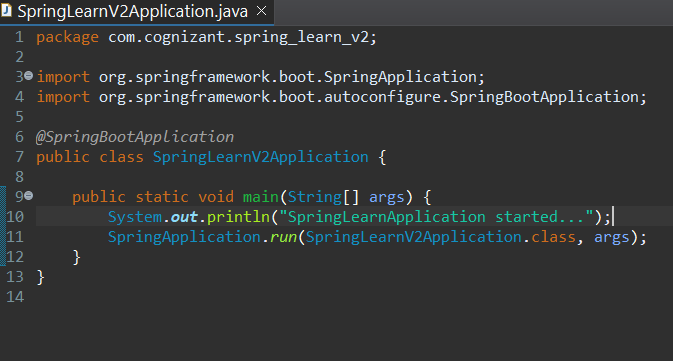 SpringLearnV2Application.java
1 package com.cognizant.spring_learn_v2;
2
3 import org.springframework.boot.SpringApplication;
4 import org.springframework.boot.autoconfigure.SpringBootApplication;
5
6 @SpringBootApplication
7 public class SpringLearnV2Application {
8
9 public static void main(String[] args) {
10 System.out.println("SpringLearnApplication started...");
11 SpringApplication.run(SpringLearnV2Application.class, args);
12 }
13 }
14